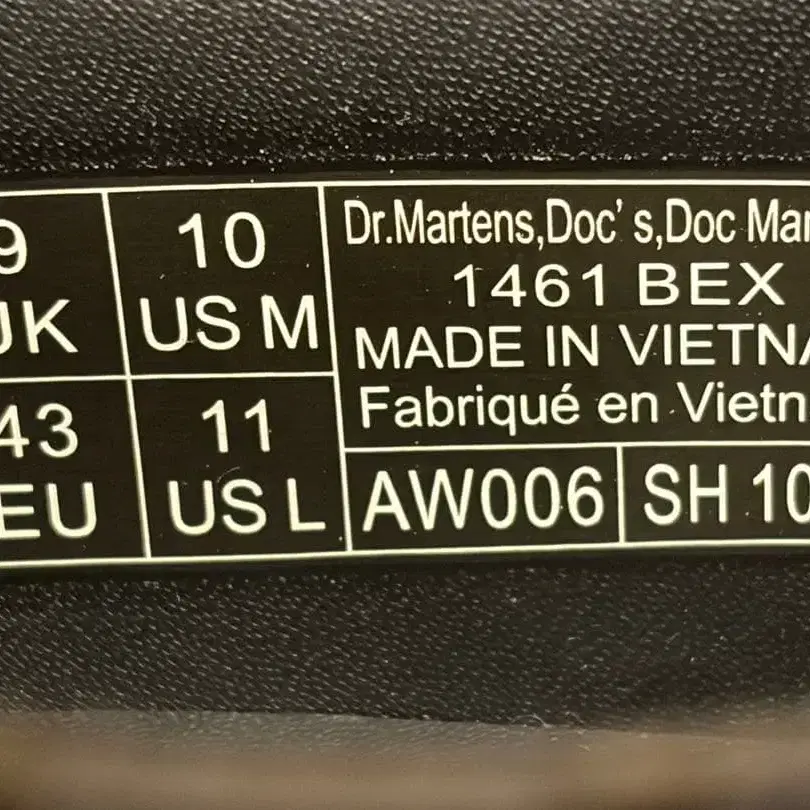 9
UK
10
US M
43
EU
11
US L
Dr.Martens,Doc's,Doc Mar
1461 BEX
MADE IN VIETNA
Fabriqué en Vietn
AW006
SH 10